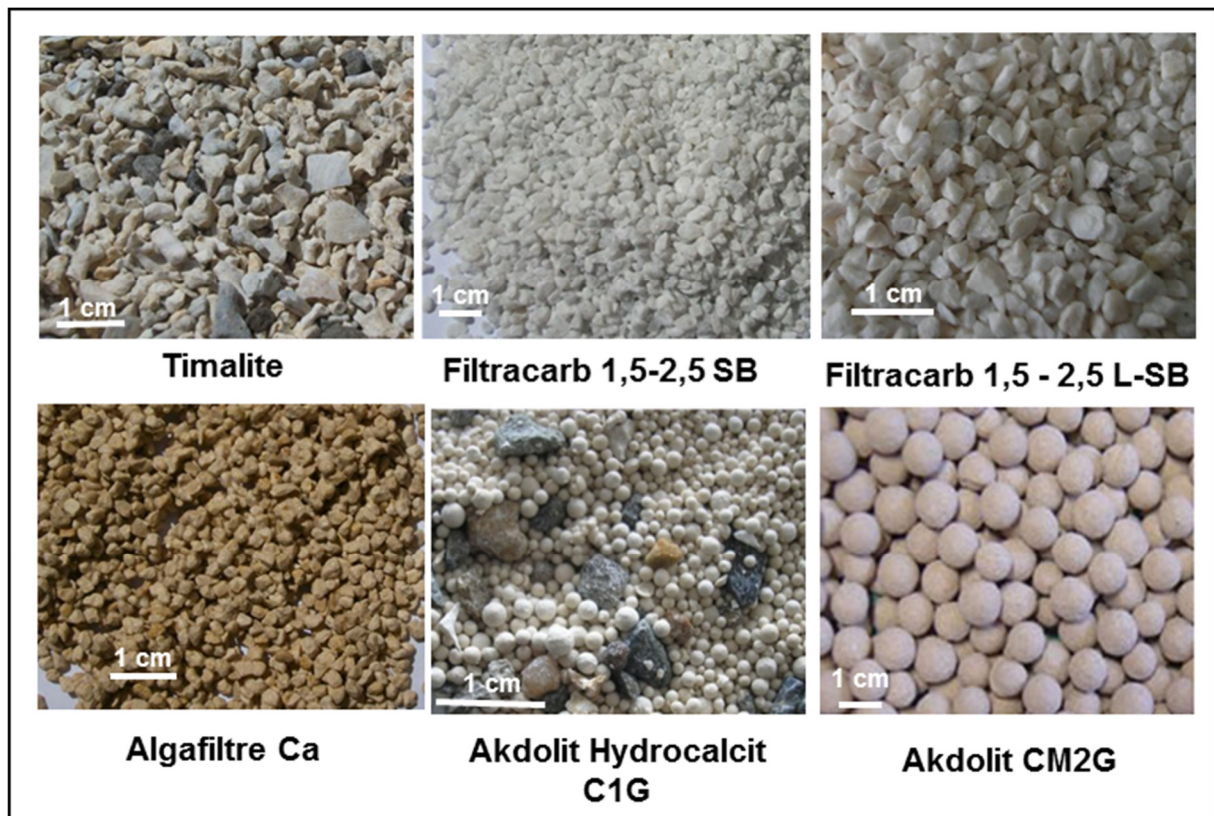 1 cm
1 cm
1 cm
Timalite
Filtracarb 1,5-2,5 SB
Filtracarb 1,5 - 2,5 L-SB
1 cm
1 cm
1 cm
Algafiltre Ca
Akdolit Hydrocalcit
C1G
Akdolit CM2G